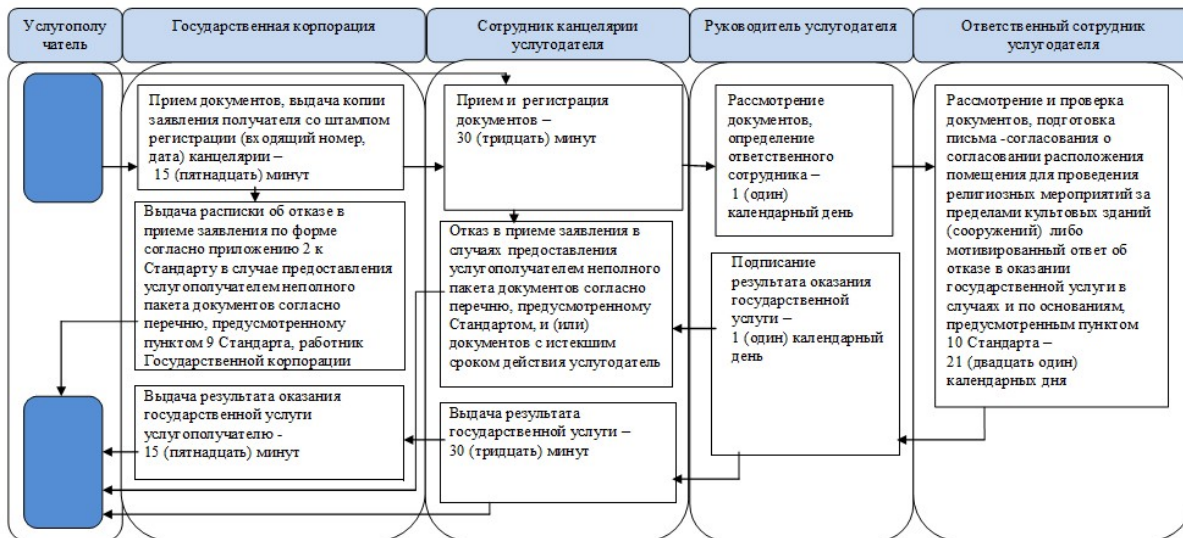 Услугополу
чатель
Государственная корпорация
Сотрудник канцелярии
услугодателя
Руководитель услугодателя
Ответственный сотрудник
услугодателя
Прием документов, выдача копии
заявления получателя со штампом
регистрации (входящий номер,
дата) канцелярии –
15 (пятнадцать) минут
Выдача расписки об отказе в
приеме заявления по форме
согласно приложению 2 к
Стандарту в случае предоставления
услугополучателем неполного
пакета документов согласно
перечню, предусмотренному
пунктом 9 Стандарта, работник
Государственной корпорации
Выдача результата оказания
государственной услуги
услугополучателю -
15 (пятнадцать) минут
Прием и регистрация
документов –
30 (тридцать) минут
Отказ в приеме заявления в
случаях предоставления
услугополучателем неполного
пакета документов согласно
перечню, предусмотренному
Стандартом, и (или)
документов с истекшим
сроком действия услугодатель
Выдача результата
государственной услуги –
30 (тридцать) минут
Рассмотрение
документов,
определение
ответственного
сотрудника –
1 (один)
календарный день
Подписание
результата оказания
государственной
услуги –
1 (один) календарный
день
Рассмотрение и проверка
документов, подготовка
письма -согласования о
согласовании расположения
помещения для проведения
религиозных мероприятий за
пределами культовых зданий
(сооружений) либо
мотивированный ответ об
отказе в оказании
государственной услуги в
случаях и по основаниям,
предусмотренным пунктом
10 Стандарта –
21 (двадцать один)
календарных дня